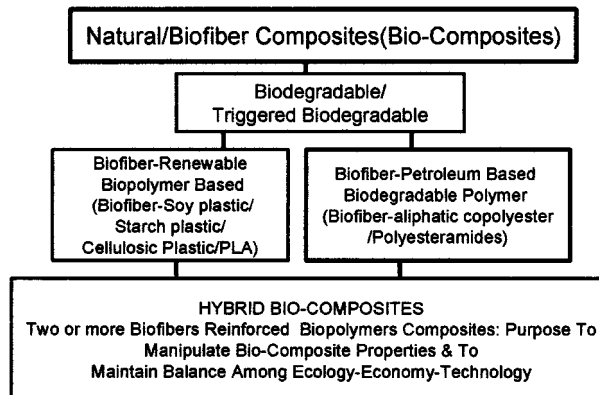 Natural/Biofiber Composites(Bio-Composites)
Biodegradable/
Triggered Biodegradable
Biofiber-Renewable
Biopolymer Based
(Biofiber-Soy plastic/
Starch plastic/
Cellulosic Plastic/PLA)
Biofiber-Petroleum Based
Biodegradable Polymer
(Biofiber-aliphatic copolyester
/Polyesteramides)
HYBRID BIO-COMPOSITES
Two or more Biofibers Reinforced Biopolymers Composites: Purpose To
Manipulate Bio-Composite Properties & To
Maintain Balance Among Ecology-Economy-Technology